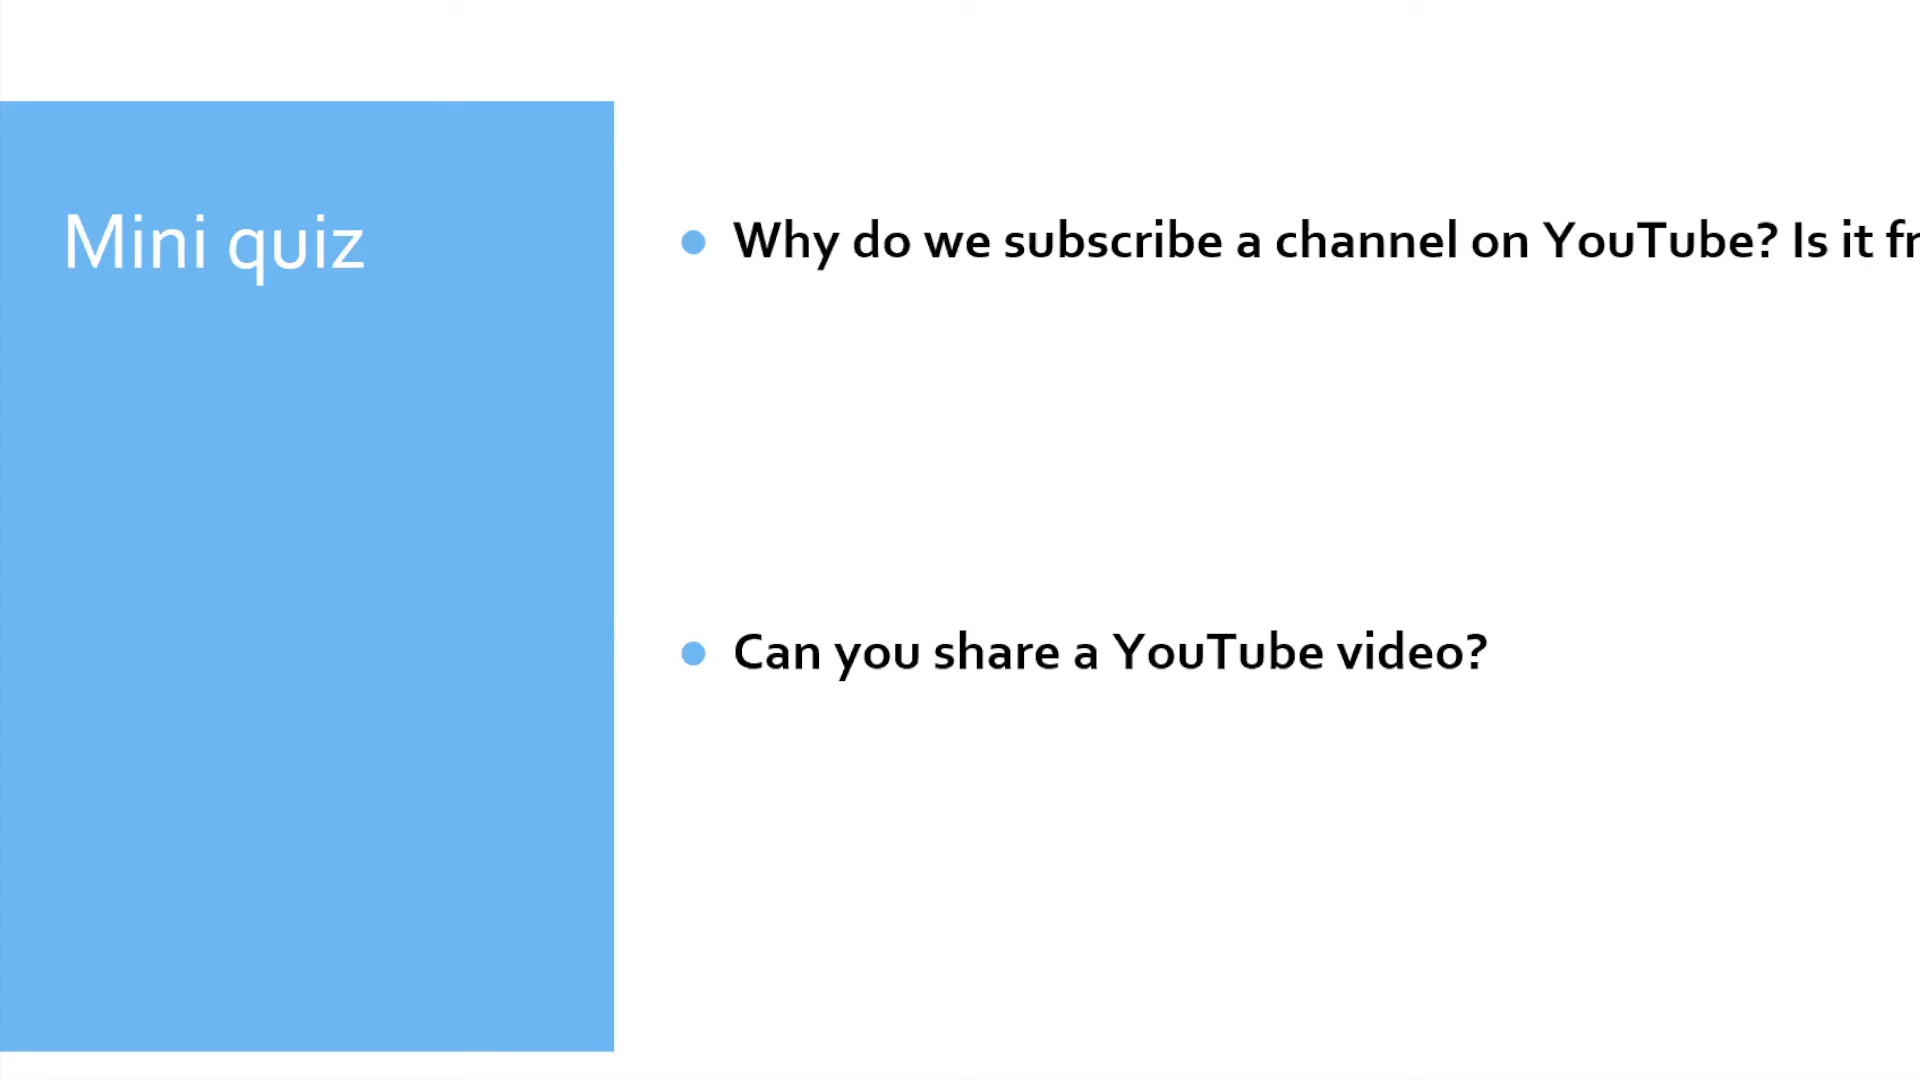 Mini quiz
Why do we subscribe a channel on YouTube? Is it
Can you share a YouTube video?